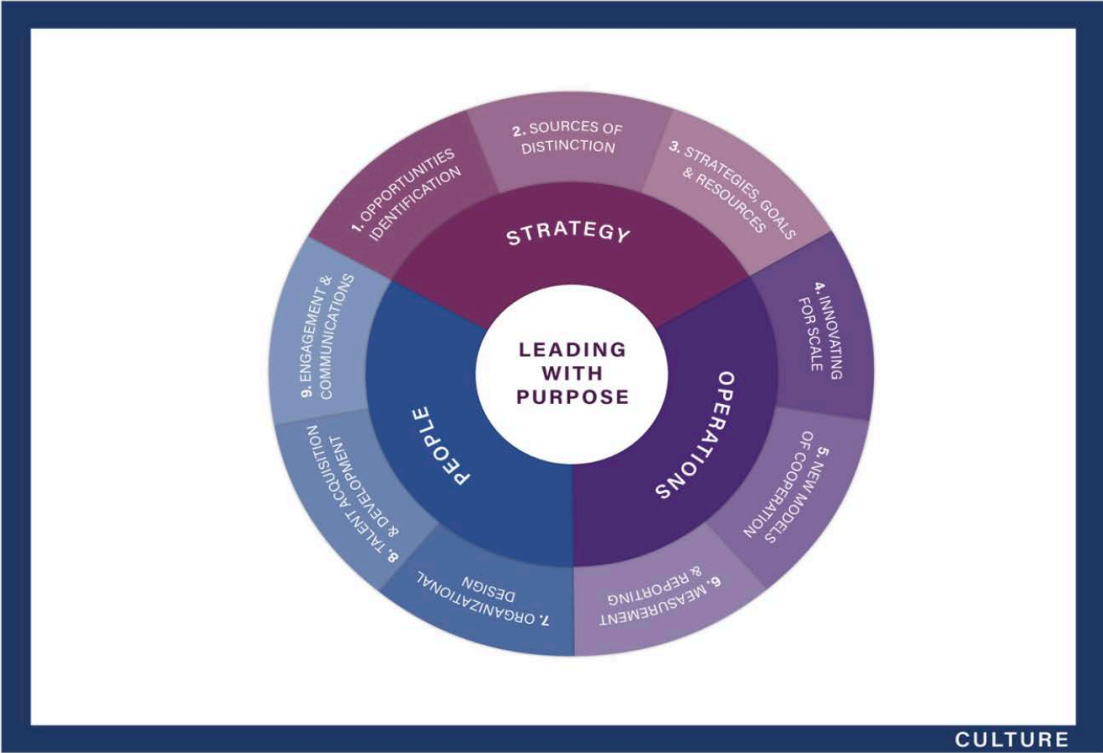 1. OPPORTUNITIES
IDENTIFICATION
2. SOURCES OF
DISTINCTION
3. STRATEGIES, GOALS
& RESOURCES
STRATEGY
4. INNOVATING
FOR SCALE
5. NEW MODELS
OF COOPERATION
6. MEASUREMENT
& REPORTING
OPERATIONS
7. ORGANIZATIONAL
DESIGN
8. TALENT ACQUISITION
& DEVELOPMENT
9. ENGAGEMENT &
COMMUNICATIONS
PEOPLE
LEADING
WITH
PURPOSE
CULTURE